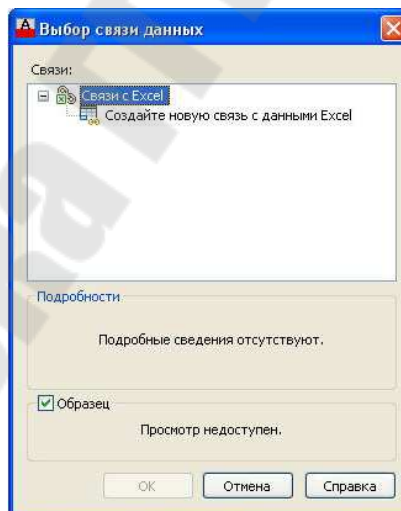 Выбор связи данных
Связи:
Связи с Excel
Создайте новую связь с данными Excel
Подробности
Подробные сведения отсутствуют.
Образец
Просмотр недоступен.
ОК
Отмена
Справка